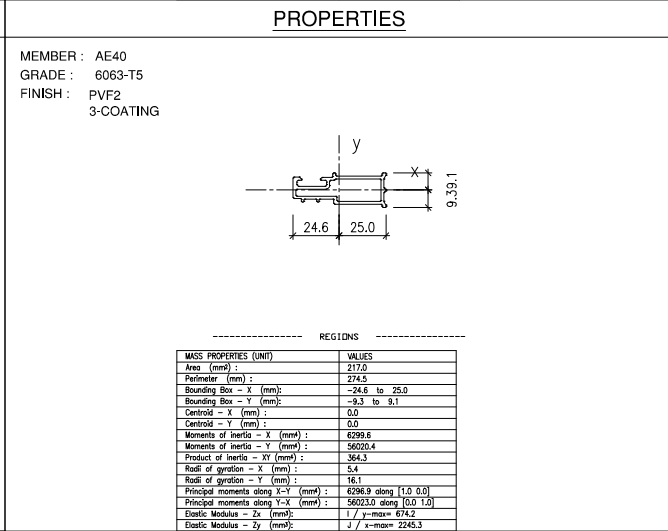 PROPERTIES
MEMBER : AE40
GRADE : 6063-T5
FINISH : PVF2
3-COATING
y
X
9.39.1
24.6 25.0
---------------- REGIONS ----------------
MASS PROPERTIES (UNIT) VALUES
Area (mm²) : 217.0
Perimeter (mm) : 274.5
Bounding Box - X (mm): -24.6 to 25.0
Bounding Box - Y (mm): -9.3 to 9.1
Centroid - X (mm) : 0.0
Centroid - Y (mm) : 0.0
Moments of inertia - X (mm⁴) : 6299.6
Moments of inertia - Y (mm⁴) : 56020.4
Product of inertia - XY (mm⁴) : 364.3
Radii of gyration - X (mm) : 5.4
Radii of gyration - Y (mm) : 16.1
Principal moments along X-Y (mm⁴) : 6296.9 along [1.0 0.0]
Principal moments along Y-X (mm⁴) : 56023.0 along [0.0 1.0]
Elastic Modulus - Zx (mm³): I / y-max= 674.2
Elastic Modulus - Zy (mm³): J / x-max= 2245.3